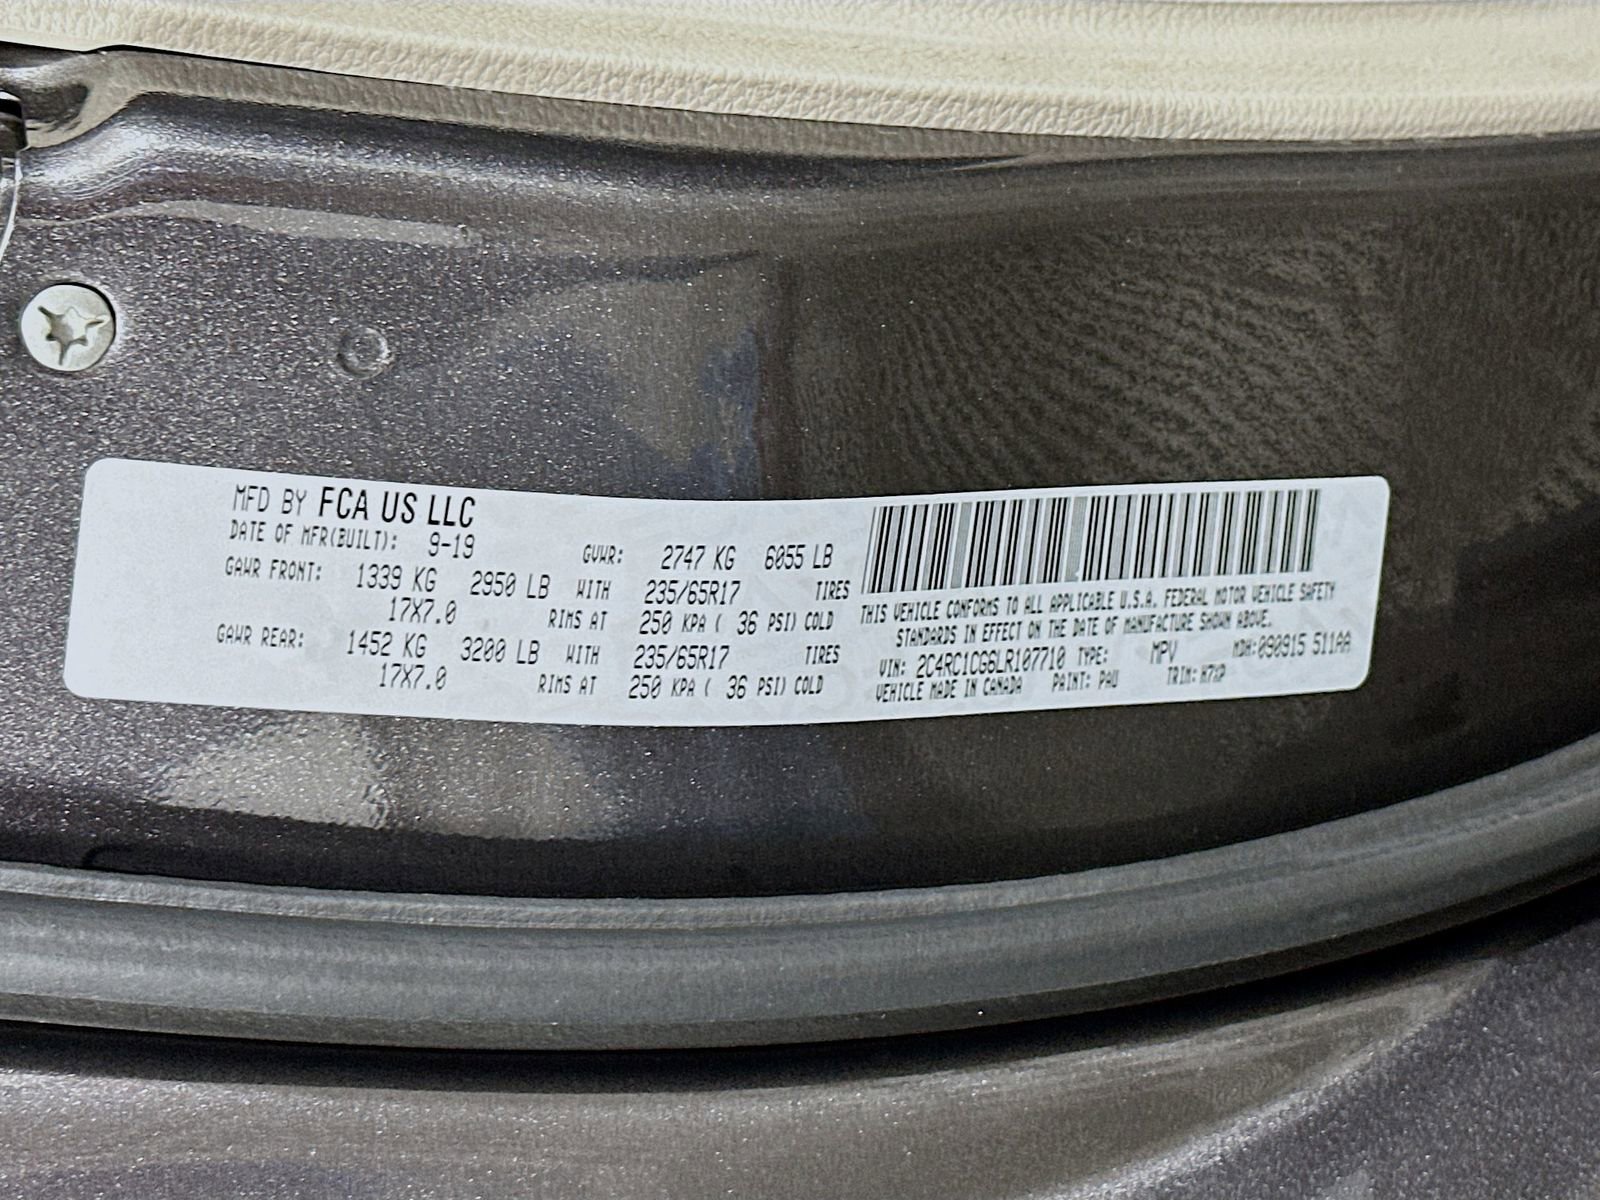 MFD BY FCA US LLC
DATE OF MFR(BUILT): 9-19 GVWR: 2747 KG 6055 LB
GAWR FRONT: 1339 KG 2950 LB WITH 235/65R17 TIRES
17X7.0 RIMS AT 250 KPA ( 36 PSI) COLD
GAWR REAR: 1452 KG 3200 LB WITH 235/65R17 TIRES
17X7.0 RIMS AT 250 KPA ( 36 PSI) COLD
THIS VEHICLE CONFORMS TO ALL APPLICABLE U.S.A. FEDERAL MOTOR VEHICLE SAFETY
STANDARDS IN EFFECT ON THE DATE OF MANUFACTURE SHOWN ABOVE.
VIN: 2C4RC1CG6LR107710 TYPE: MPV MDH:090915 511AA
VEHICLE MADE IN CANADA PAINT: PAU TRIM: